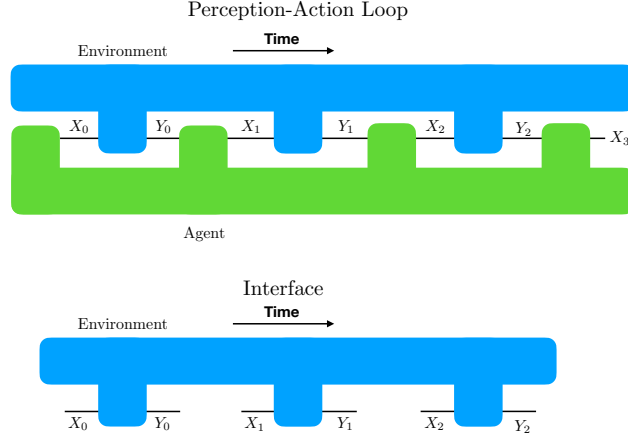 Perception-Action Loop
Environment
Time
X₀ Y₀ X₁ Y₁ X₂ Y₂ X₃
Agent
Interface
Environment
Time
X₀ Y₀ X₁ Y₁ X₂ Y₂